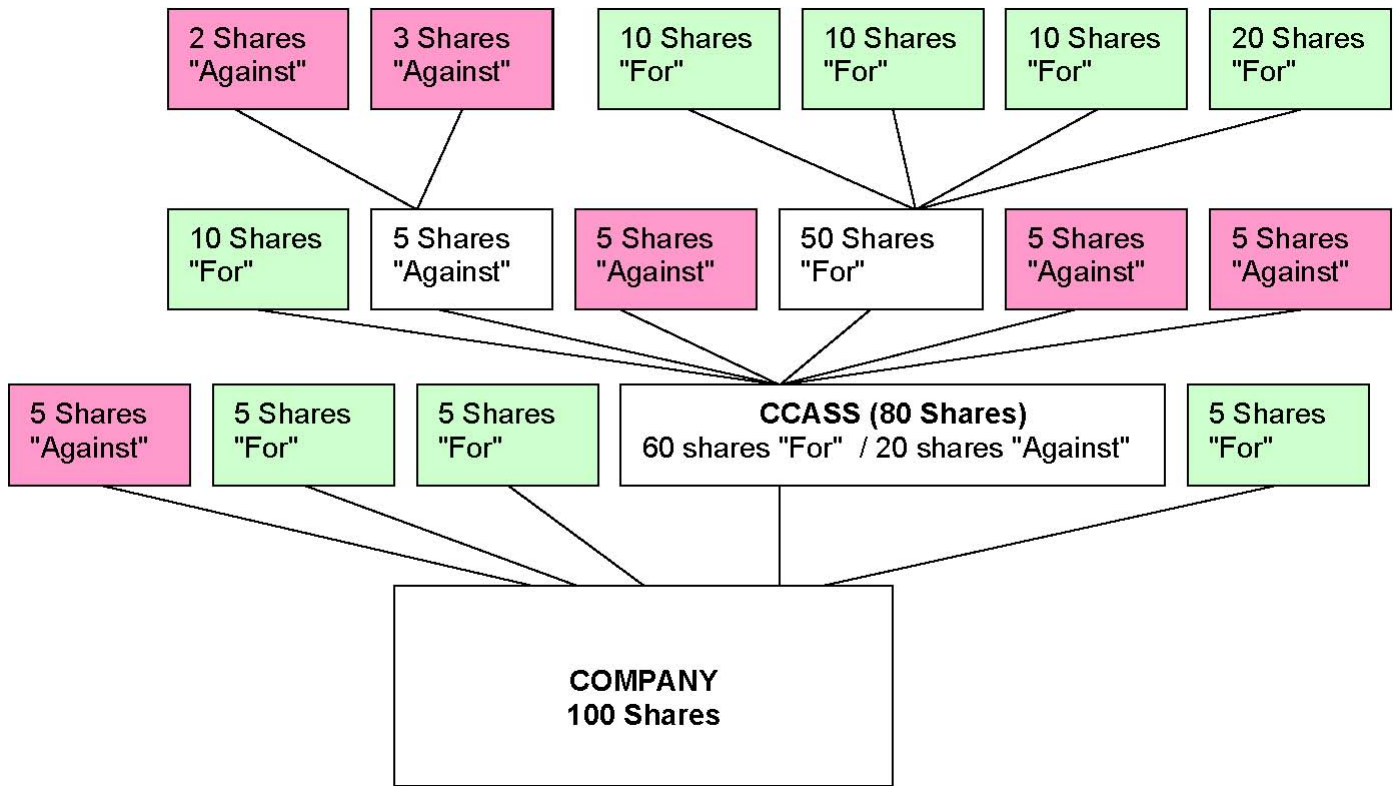 2 Shares
"Against"
3 Shares
"Against"
10 Shares
"For"
10 Shares
"For"
10 Shares
"For"
20 Shares
"For"
10 Shares
"For"
5 Shares
"Against"
5 Shares
"Against"
50 Shares
"For"
5 Shares
"Against"
5 Shares
"Against"
5 Shares
"Against"
5 Shares
"For"
5 Shares
"For"
CCASS (80 Shares)
60 shares "For" / 20 shares "Against"
5 Shares
"For"
COMPANY
100 Shares